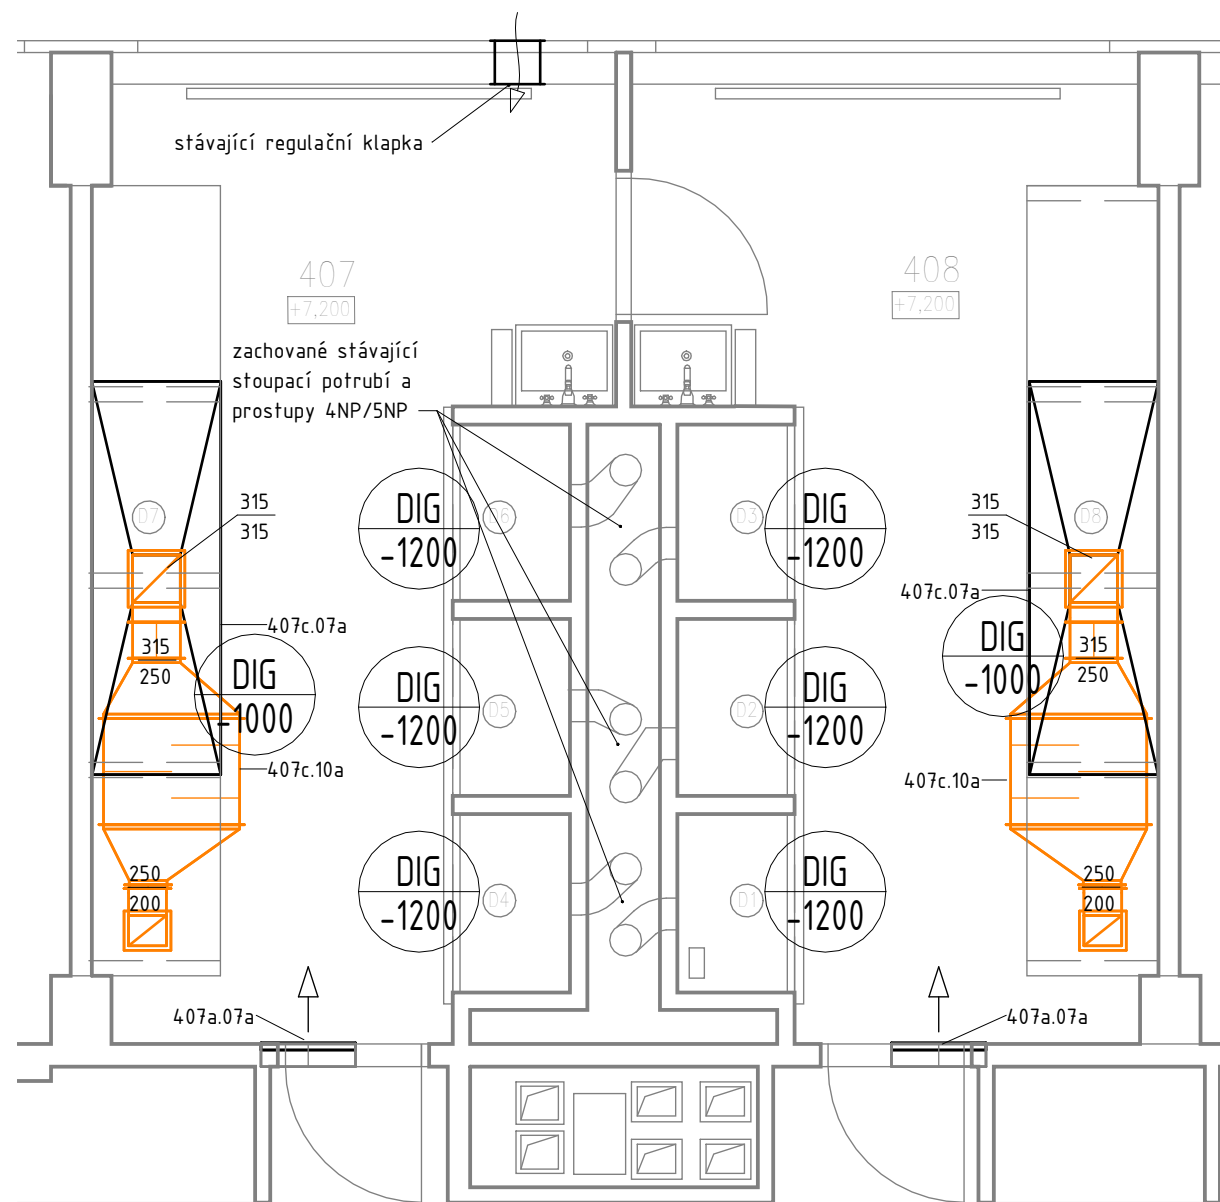 stávající regulační klapka
407
+7,200
408
+7,200
zachované stávající
stoupací potrubí a
prostupy 4NP/5NP
D7
315
315
DIG
-1200
D6
D3
DIG
-1200
315
315
D8
407c.07a
407c.07a
315
250
DIG
-1000
DIG
-1200
D5
D2
DIG
-1200
DIG
-1000
315
250
407c.10a
407c.10a
250
200
DIG
-1200
D4
D1
DIG
-1200
250
200
407a.07a
407a.07a